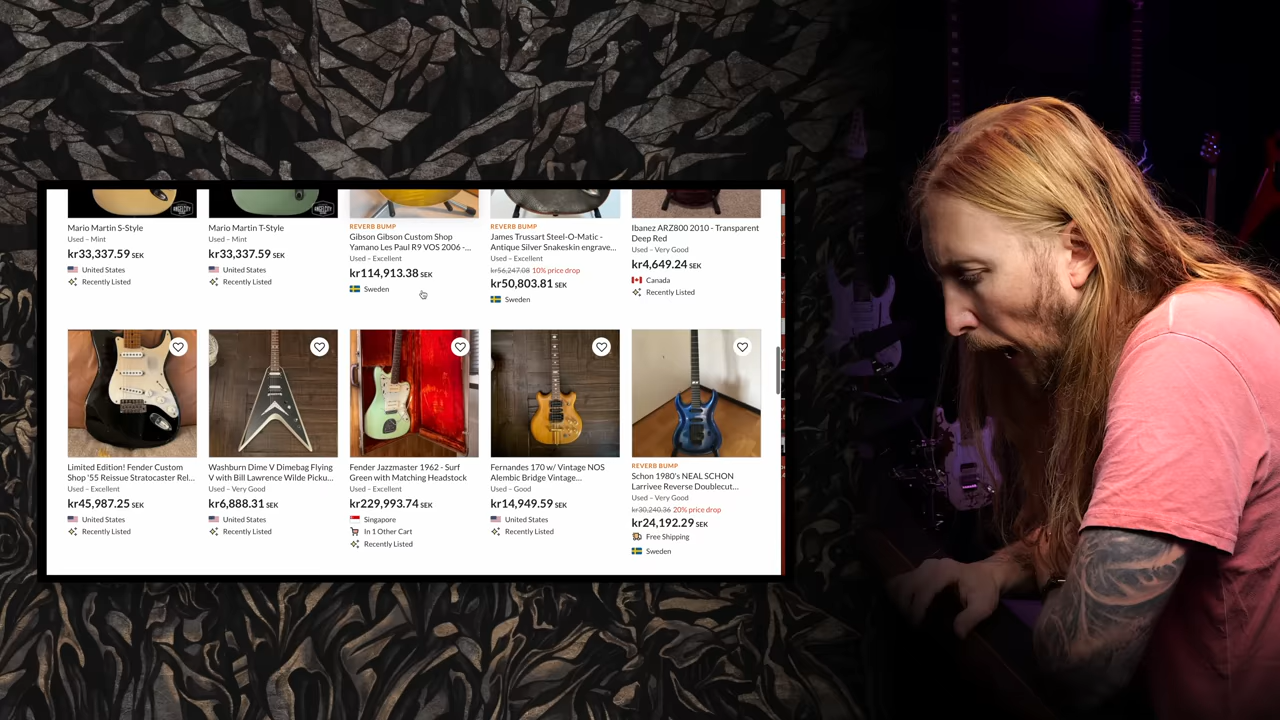 ANGELCITY
ANGELCITY
Mario Martin S-Style
Used – Mint
kr33,337.59 SEK
United States
Recently Listed
Mario Martin T-Style
Used – Mint
kr33,337.59 SEK
United States
Recently Listed
REVERB BUMP
Gibson Gibson Custom Shop
Yamano Les Paul R9 VOS 2006 -...
Used – Excellent
kr114,913.38 SEK
Sweden
REVERB BUMP
James Trussart Steel-O-Matic -
Antique Silver Snakeskin engrave...
Used – Excellent
kr56,247.08 10% price drop
kr50,803.81 SEK
Sweden
Ibanez ARZ800 2010 - Transparent
Deep Red
Used – Very Good
kr4,649.24 SEK
Canada
Recently Listed
Limited Edition! Fender Custom
Shop '55 Reissue Stratocaster Rel...
Used – Excellent
kr45,987.25 SEK
United States
Recently Listed
Washburn Dime V Dimebag Flying
V with Bill Lawrence Wilde Picku...
Used – Very Good
kr6,888.31 SEK
United States
Recently Listed
Fender Jazzmaster 1962 - Surf
Green with Matching Headstock
Used – Excellent
kr229,993.74 SEK
Singapore
In 1 Other Cart
Recently Listed
Fernandes 170 w/ Vintage NOS
Alembic Bridge Vintage...
Used – Good
kr14,949.59 SEK
United States
Recently Listed
REVERB BUMP
Schon 1980's NEAL SCHON
Larrivee Reverse Doublecut...
Used – Very Good
kr30,240.36 20% price drop
kr24,192.29 SEK
Free Shipping
Sweden